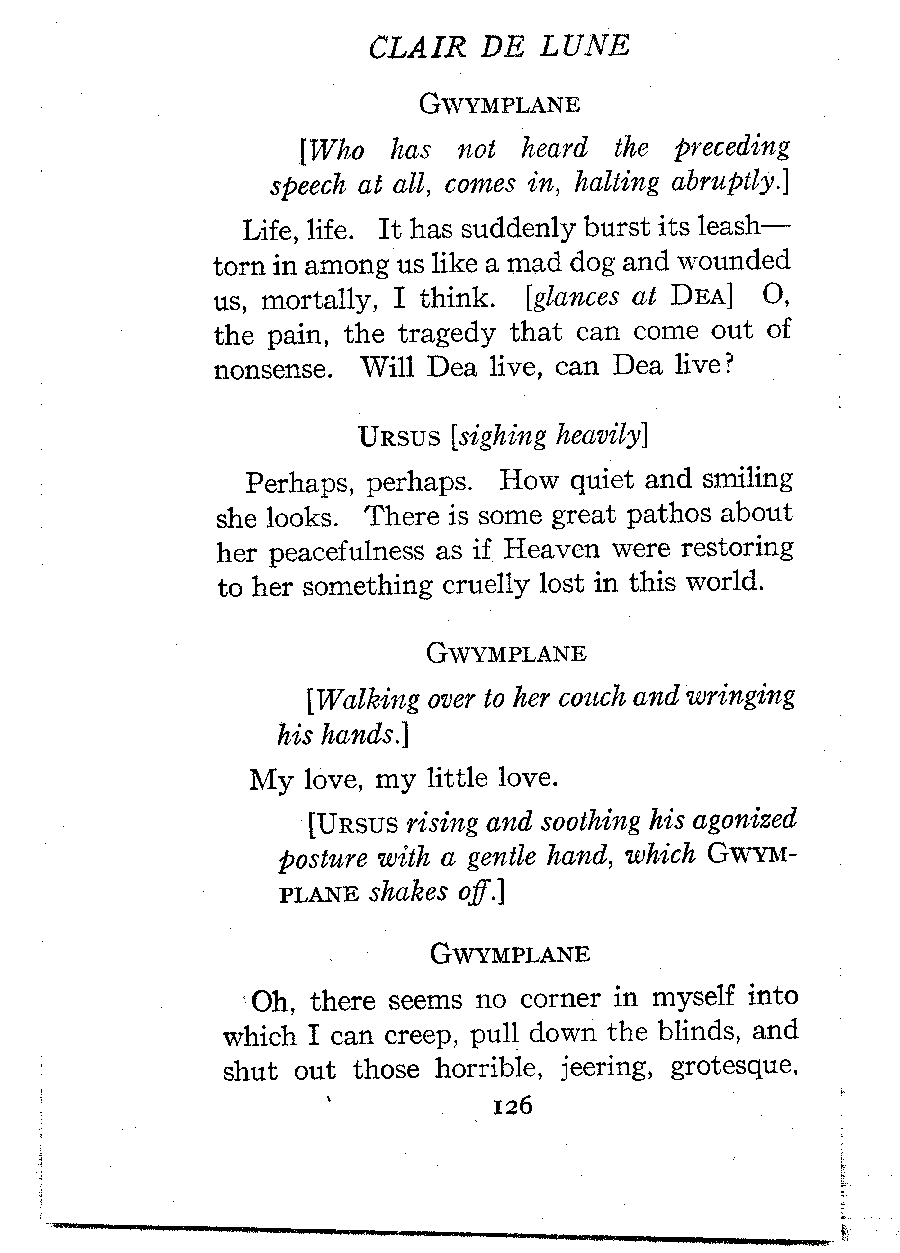 CLAIR DE LUNE
GWYMPLANE
[Who has not heard the preceding
speech at all, comes in, halting abruptly.]
Life, life. It has suddenly burst its leash—
torn in among us like a mad dog and wounded
us, mortally, I think. [glances at DEA] O,
the pain, the tragedy that can come out of
nonsense. Will Dea live, can Dea live?
URSUS [sighing heavily]
Perhaps, perhaps. How quiet and smiling
she looks. There is some great pathos about
her peacefulness as if Heaven were restoring
to her something cruelly lost in this world.
GWYMPLANE
[Walking over to her couch and wringing
his hands.]
My love, my little love.
[URSUS rising and soothing his agonized
posture with a gentle hand, which GWYM-
PLANE shakes off.]
GWYMPLANE
Oh, there seems no corner in myself into
which I can creep, pull down the blinds, and
shut out those horrible, jeering, grotesque,
126